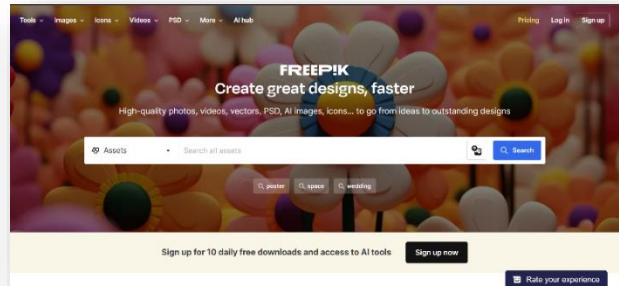 Tools Images Icons Videos PSD More AI hub Pricing Log in Sign up
FREEP!K
Create great designs, faster
High-quality photos, videos, vectors, PSD, AI images, icons... to go from ideas to outstanding designs
Assets Search all assets Search
poster space wedding
Sign up for 10 daily free downloads and access to AI tools Sign up now
Rate your experience